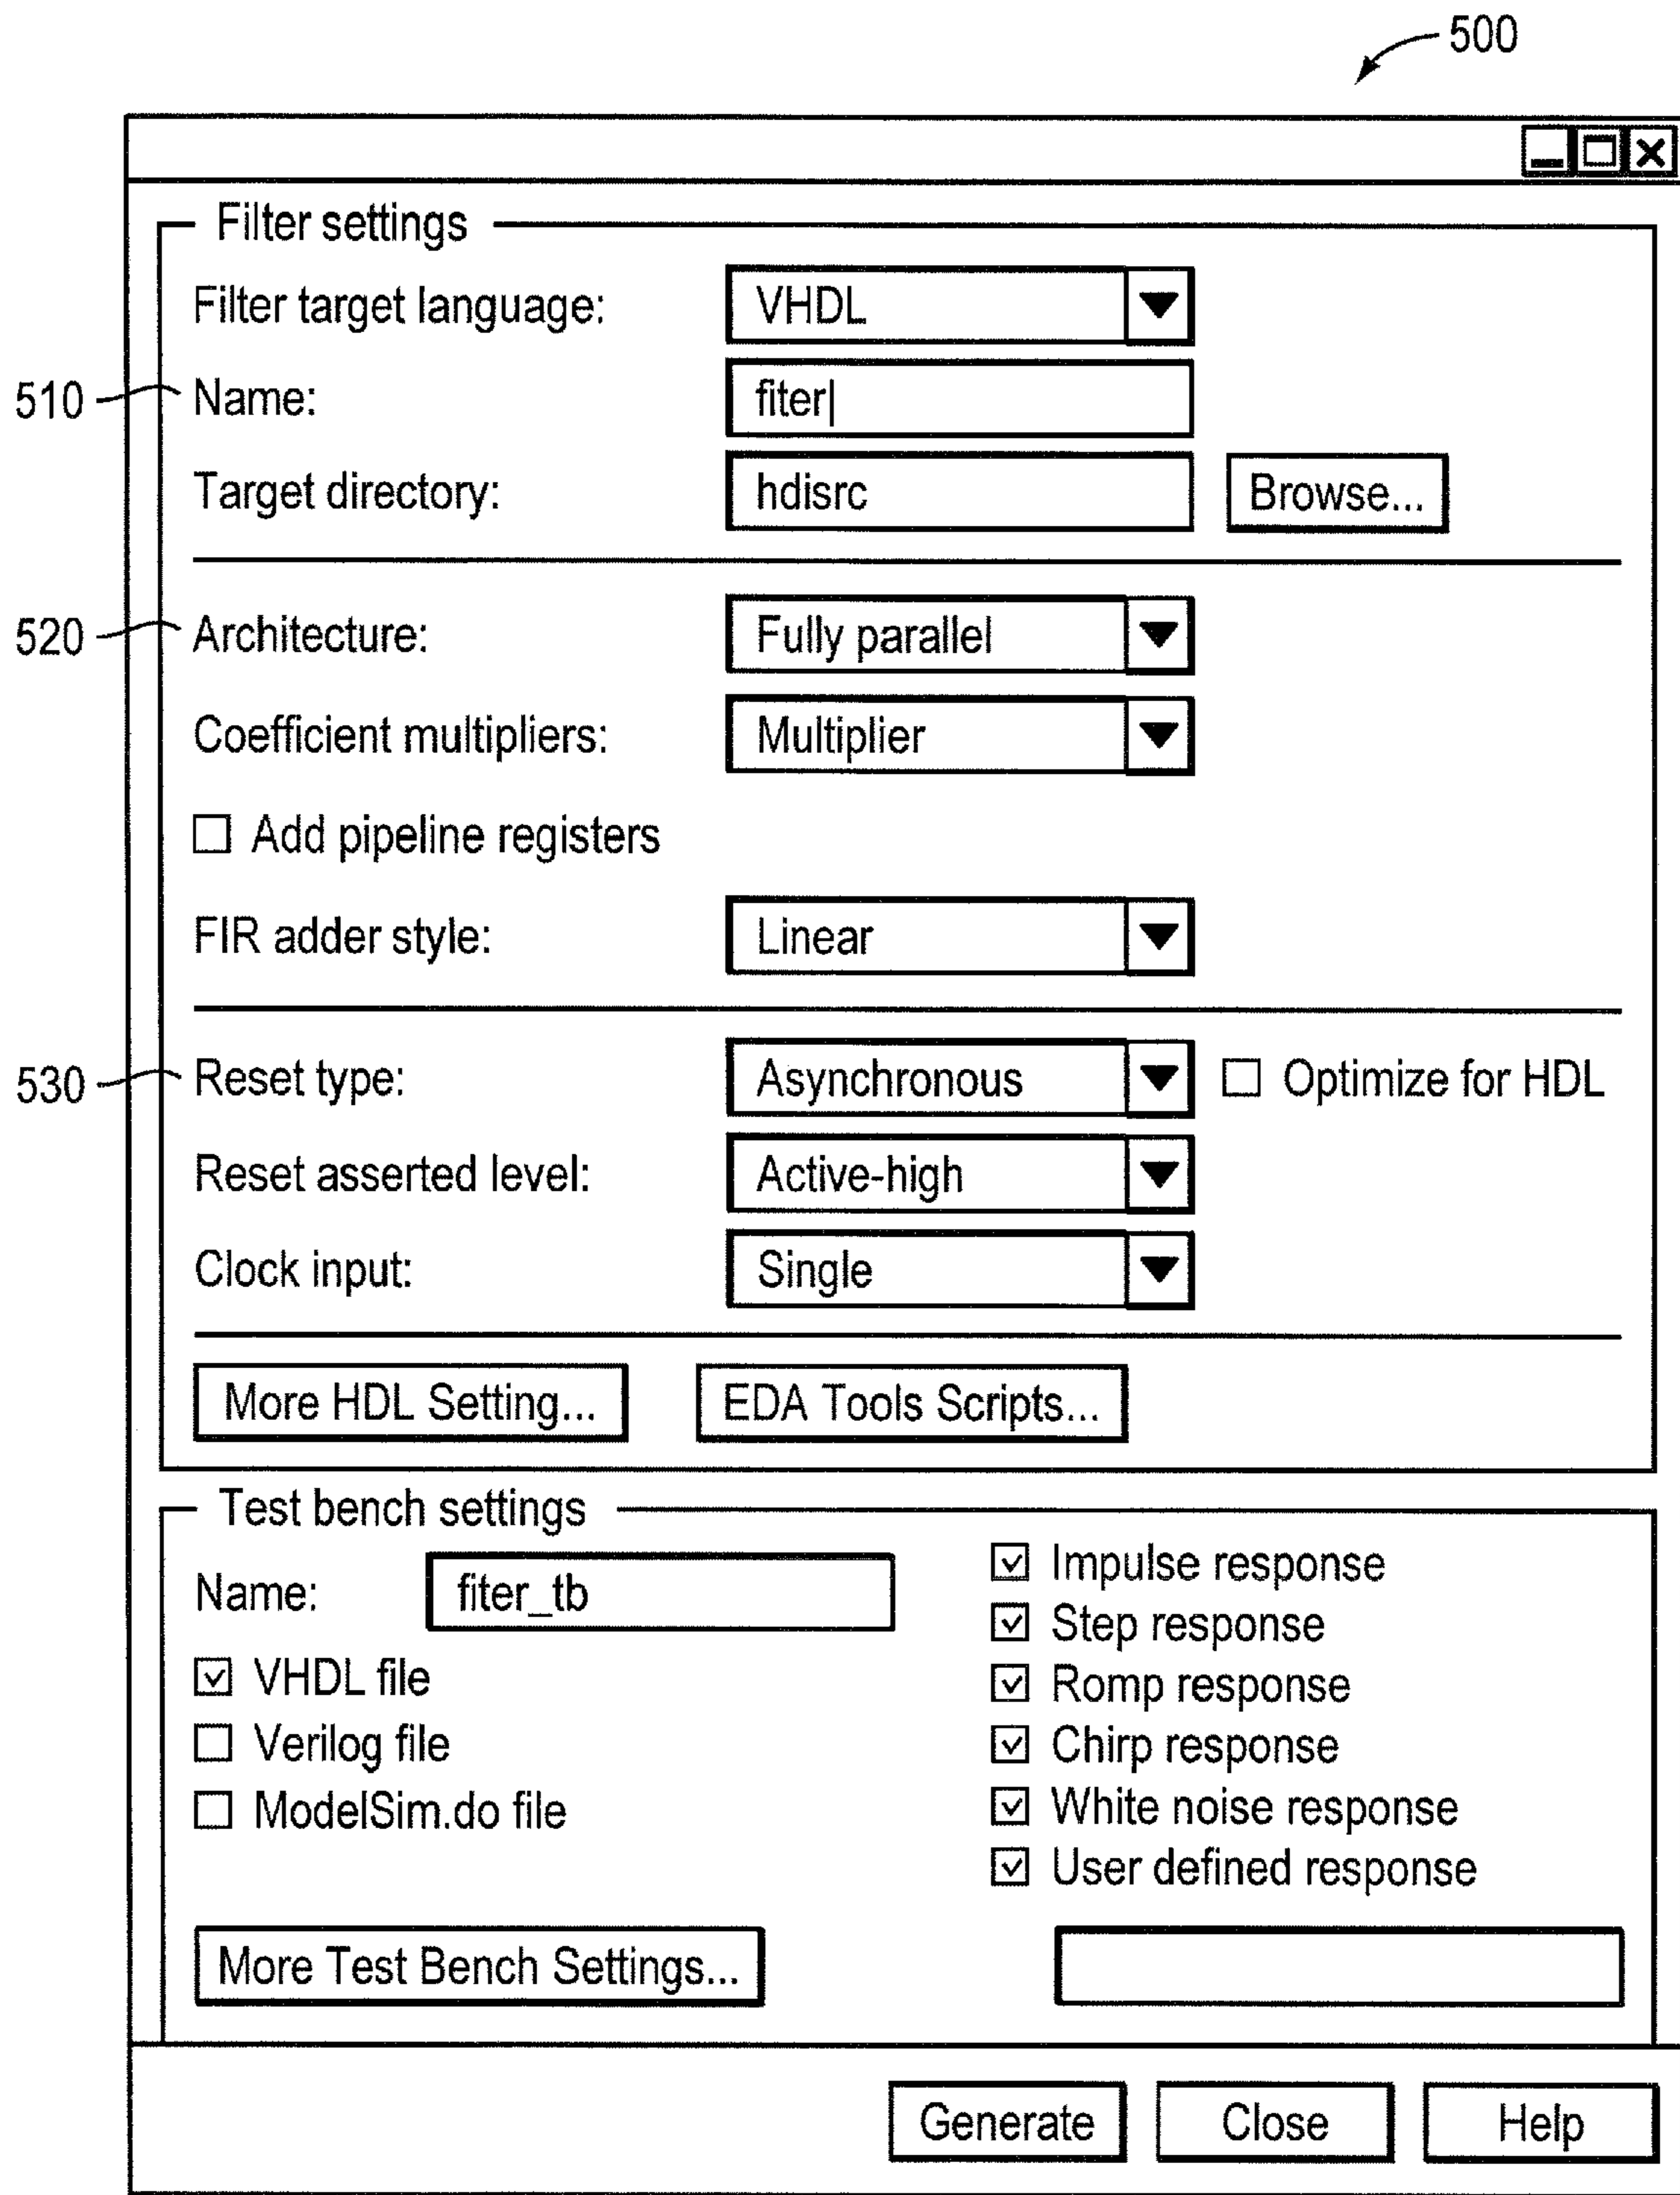 500
Filter settings
Filter target language: VHDL
510 Name: fiter|
Target directory: hdisrc Browse...
520 Architecture: Fully parallel
Coefficient multipliers: Multiplier
Add pipeline registers
FIR adder style: Linear
530 Reset type: Asynchronous Optimize for HDL
Reset asserted level: Active-high
Clock input: Single
More HDL Setting... EDA Tools Scripts...
Test bench settings
Name: fiter_tb
VHDL file
Verilog file
ModelSim.do file
Impulse response
Step response
Romp response
Chirp response
White noise response
User defined response
More Test Bench Settings...
Generate Close Help